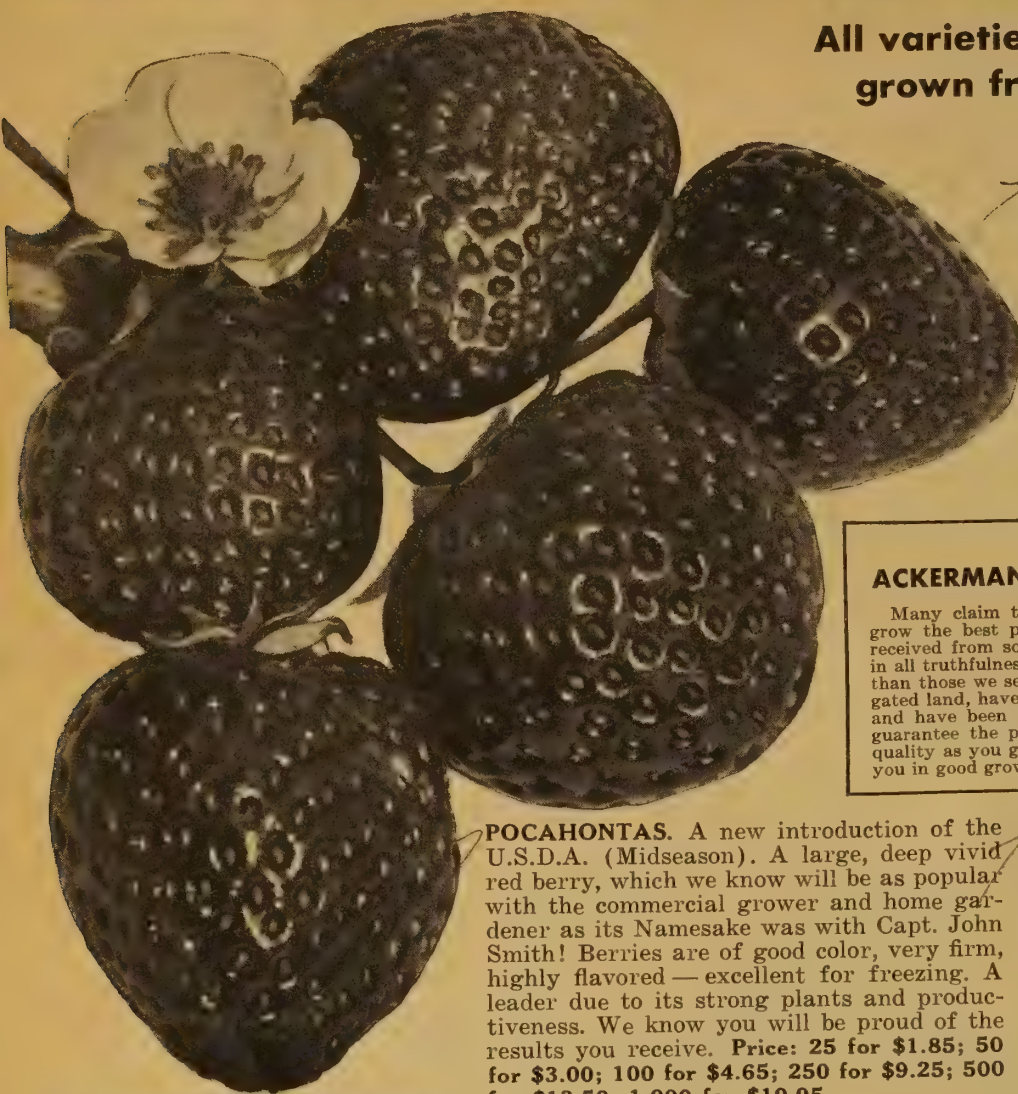 All varietie
grown fr
ACKERMAN
Many claim t
grow the best p
received from so
in all truthfulnes
than those we se
gated land, have
and have been
guarantee the p
quality as you g
you in good grov
POCAHONTAS. A new introduction of the
U.S.D.A. (Midseason). A large, deep vivid
red berry, which we know will be as popular
with the commercial grower and home gar-
dener as its Namesake was with Capt. John
Smith! Berries are of good color, very firm,
highly flavored — excellent for freezing. A
leader due to its strong plants and produc-
tiveness. We know you will be proud of the
results you receive. Price: 25 for $1.85; 50
for $3.00; 100 for $4.65; 250 for $9.25; 500